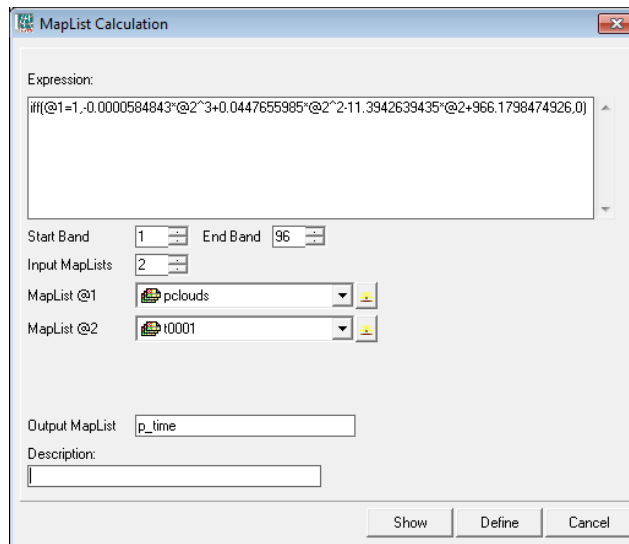 MapList Calculation
Expression:
iff(@1=1,-0.0000584843*@2^3+0.0447655985*@2^2-11.3942639435*@2+966.1798474926,0)
Start Band 1 End Band 96
Input MapLists 2
MapList @1 pclouds
MapList @2 t0001
Output MapList p_time
Description:
Show Define Cancel